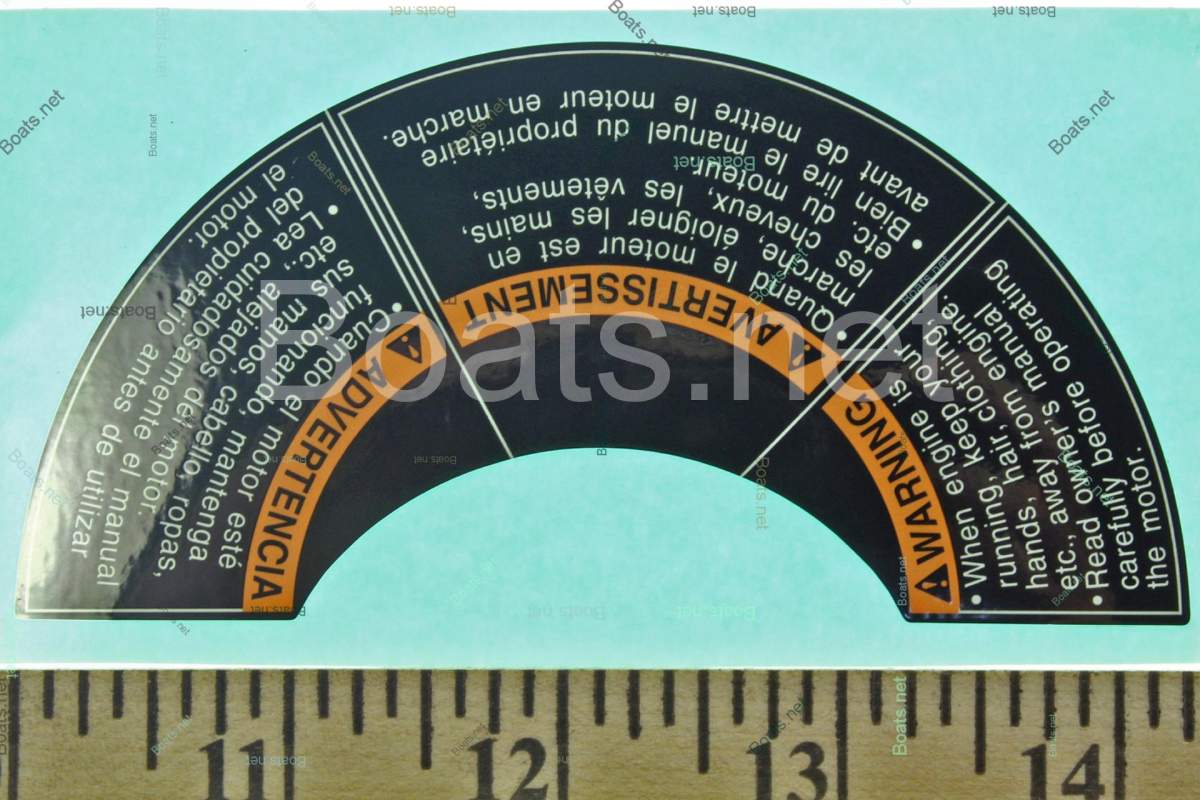 WARNING
• When engine is
running, keep your
hands, hair, clothing,
etc., away from engine.
• Read owner's manual
carefully before operating
the motor.
AVERTISSEMENT
• Quand le moteur est en
marche, éloigner les mains,
les cheveux, les vêtements,
etc. du moteur.
• Bien lire le manuel du propriétaire
avant de mettre le moteur en marche.
ADVERTENCIA
• Cuando el motor esté
funcionando, mantenga
sus manos, cabello, ropas,
etc., alejados del motor.
• Lea cuidadosamente el manual
del propietario antes de utilizar
el motor.
Boats.net
11 12 13 14